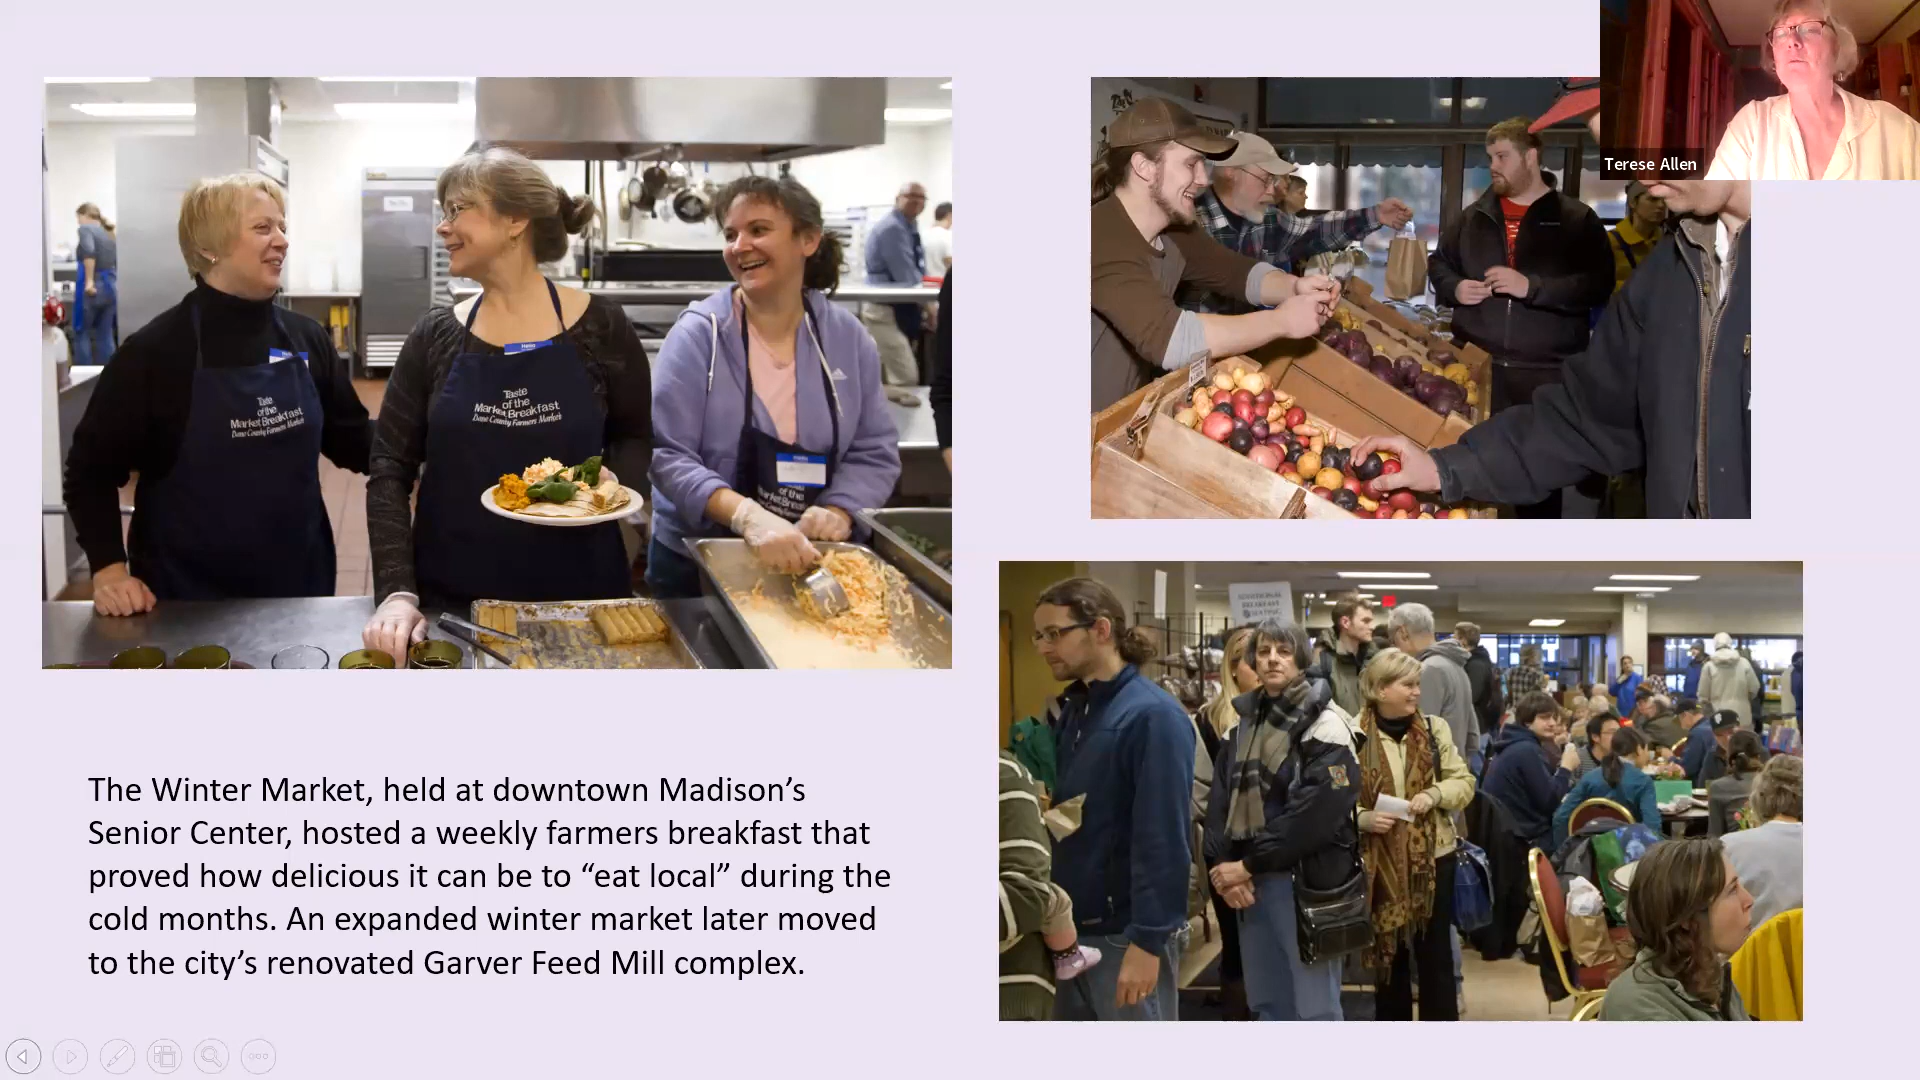 Terese Allen
Taste
of the
Market Breakfast
Dane County Farmers Market
Taste
of the
Market Breakfast
Dane County Farmers Market
of the
The Winter Market, held at downtown Madison’s
Senior Center, hosted a weekly farmers breakfast that
proved how delicious it can be to “eat local” during the
cold months. An expanded winter market later moved
to the city’s renovated Garver Feed Mill complex.